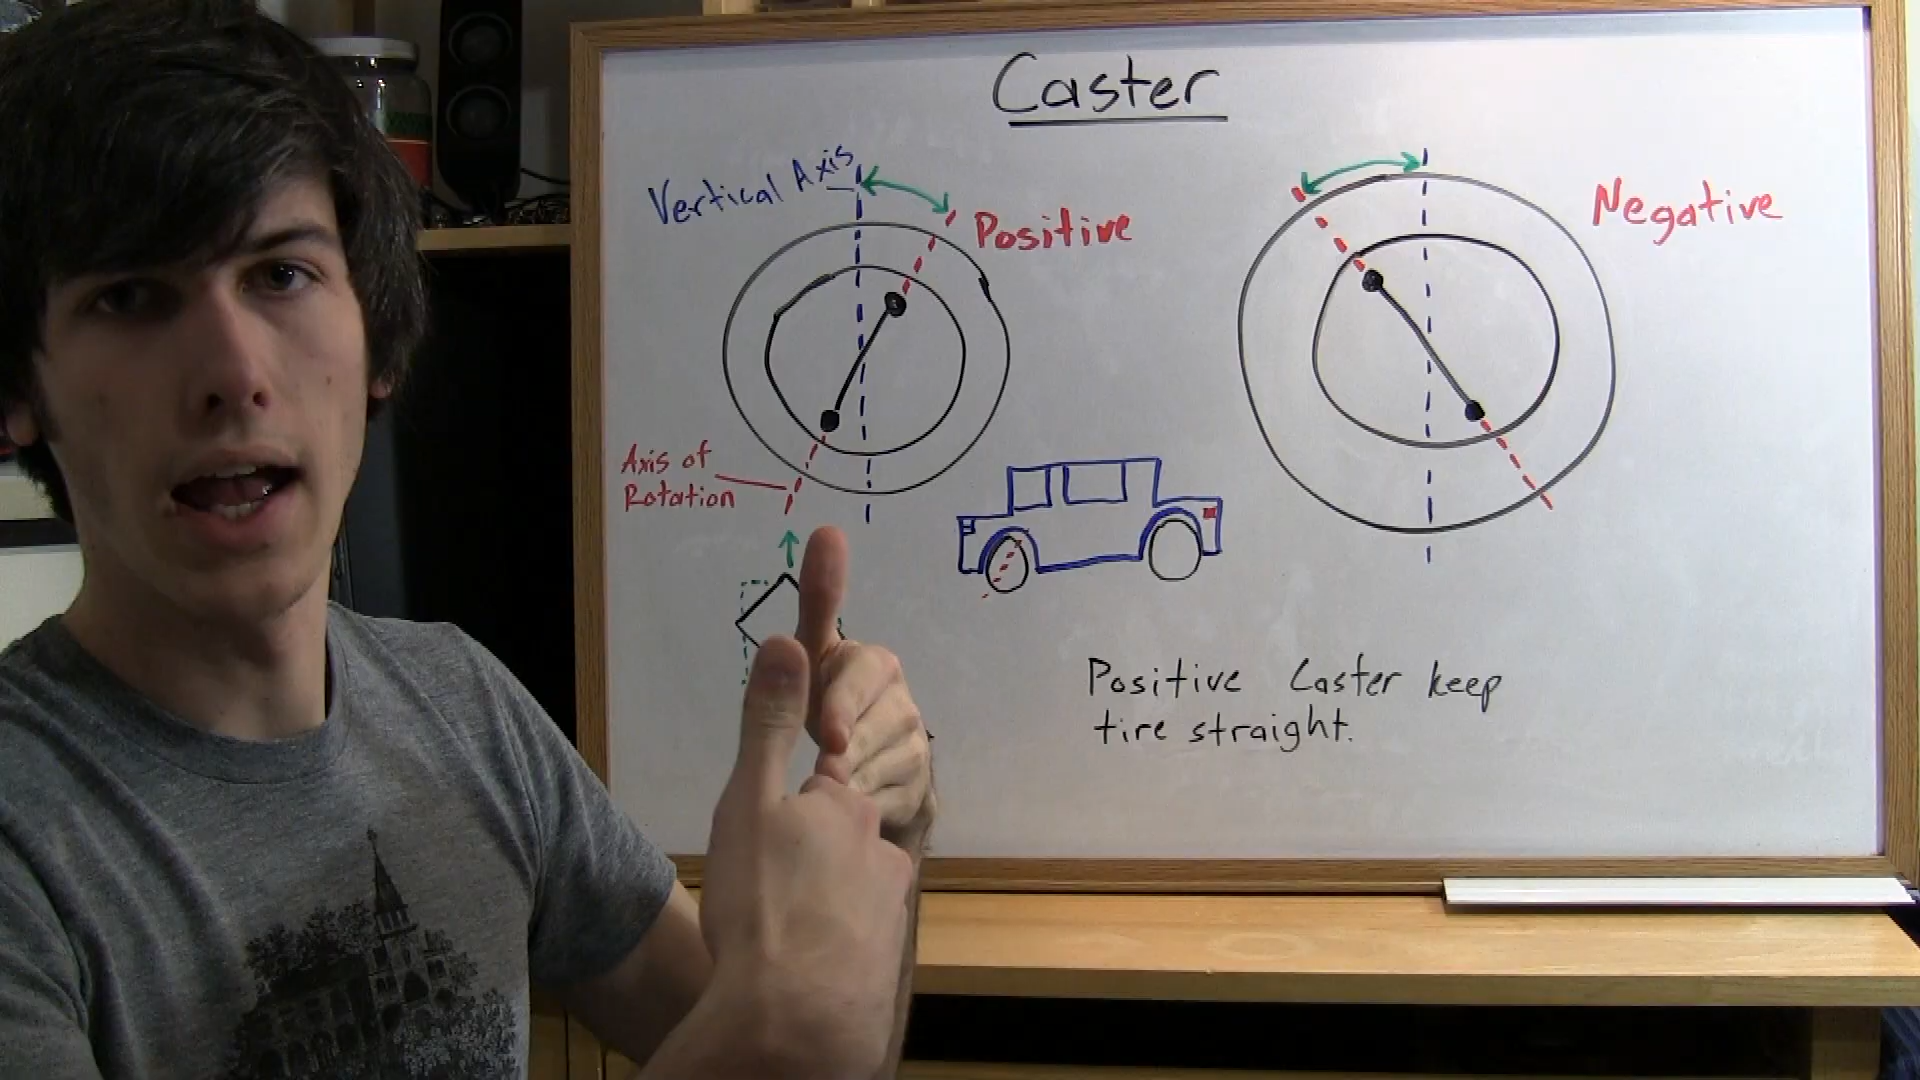 Caster
Vertical Axis
Positive
Negative
Axis of
Rotation
Positive Caster keep
tire straight.